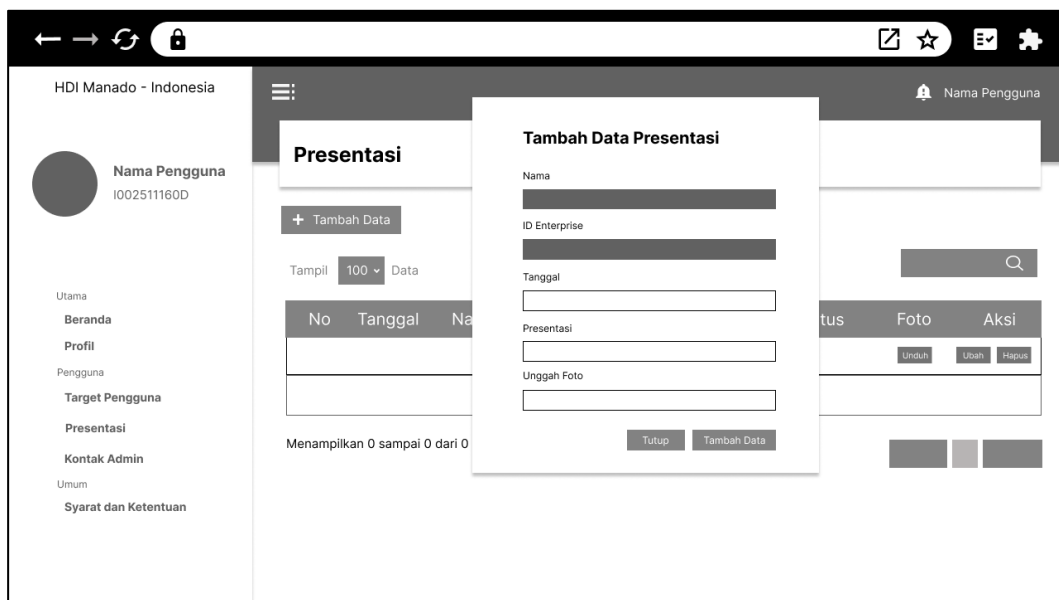 HDI Manado - Indonesia
Nama Pengguna
Nama Pengguna
I002511160D
Utama
Beranda
Profil
Pengguna
Target Pengguna
Presentasi
Kontak Admin
Umum
Syarat dan Ketentuan
Presentasi
+ Tambah Data
Tampil 100 Data
No Tanggal Na tus Foto Aksi
Unduh Ubah Hapus
Menampilkan 0 sampai 0 dari 0
Tambah Data Presentasi
Nama
ID Enterprise
Tanggal
Presentasi
Unggah Foto
Tutup Tambah Data